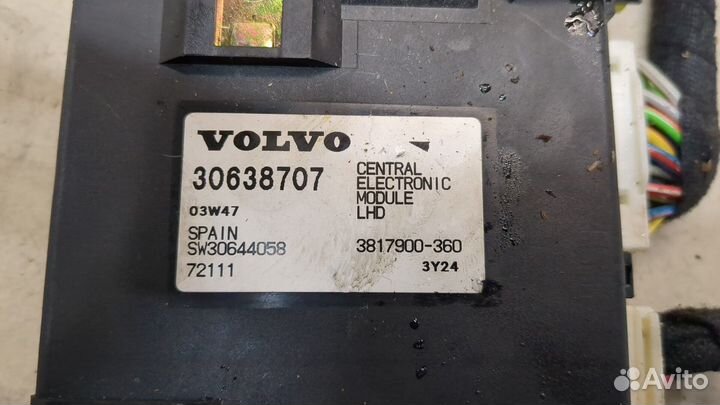 VOLVO
30638707
CENTRAL
ELECTRONIC
MODULE
LHD
03W47
SPAIN
SW30644058
3817900-360
72111
3Y24
Avito